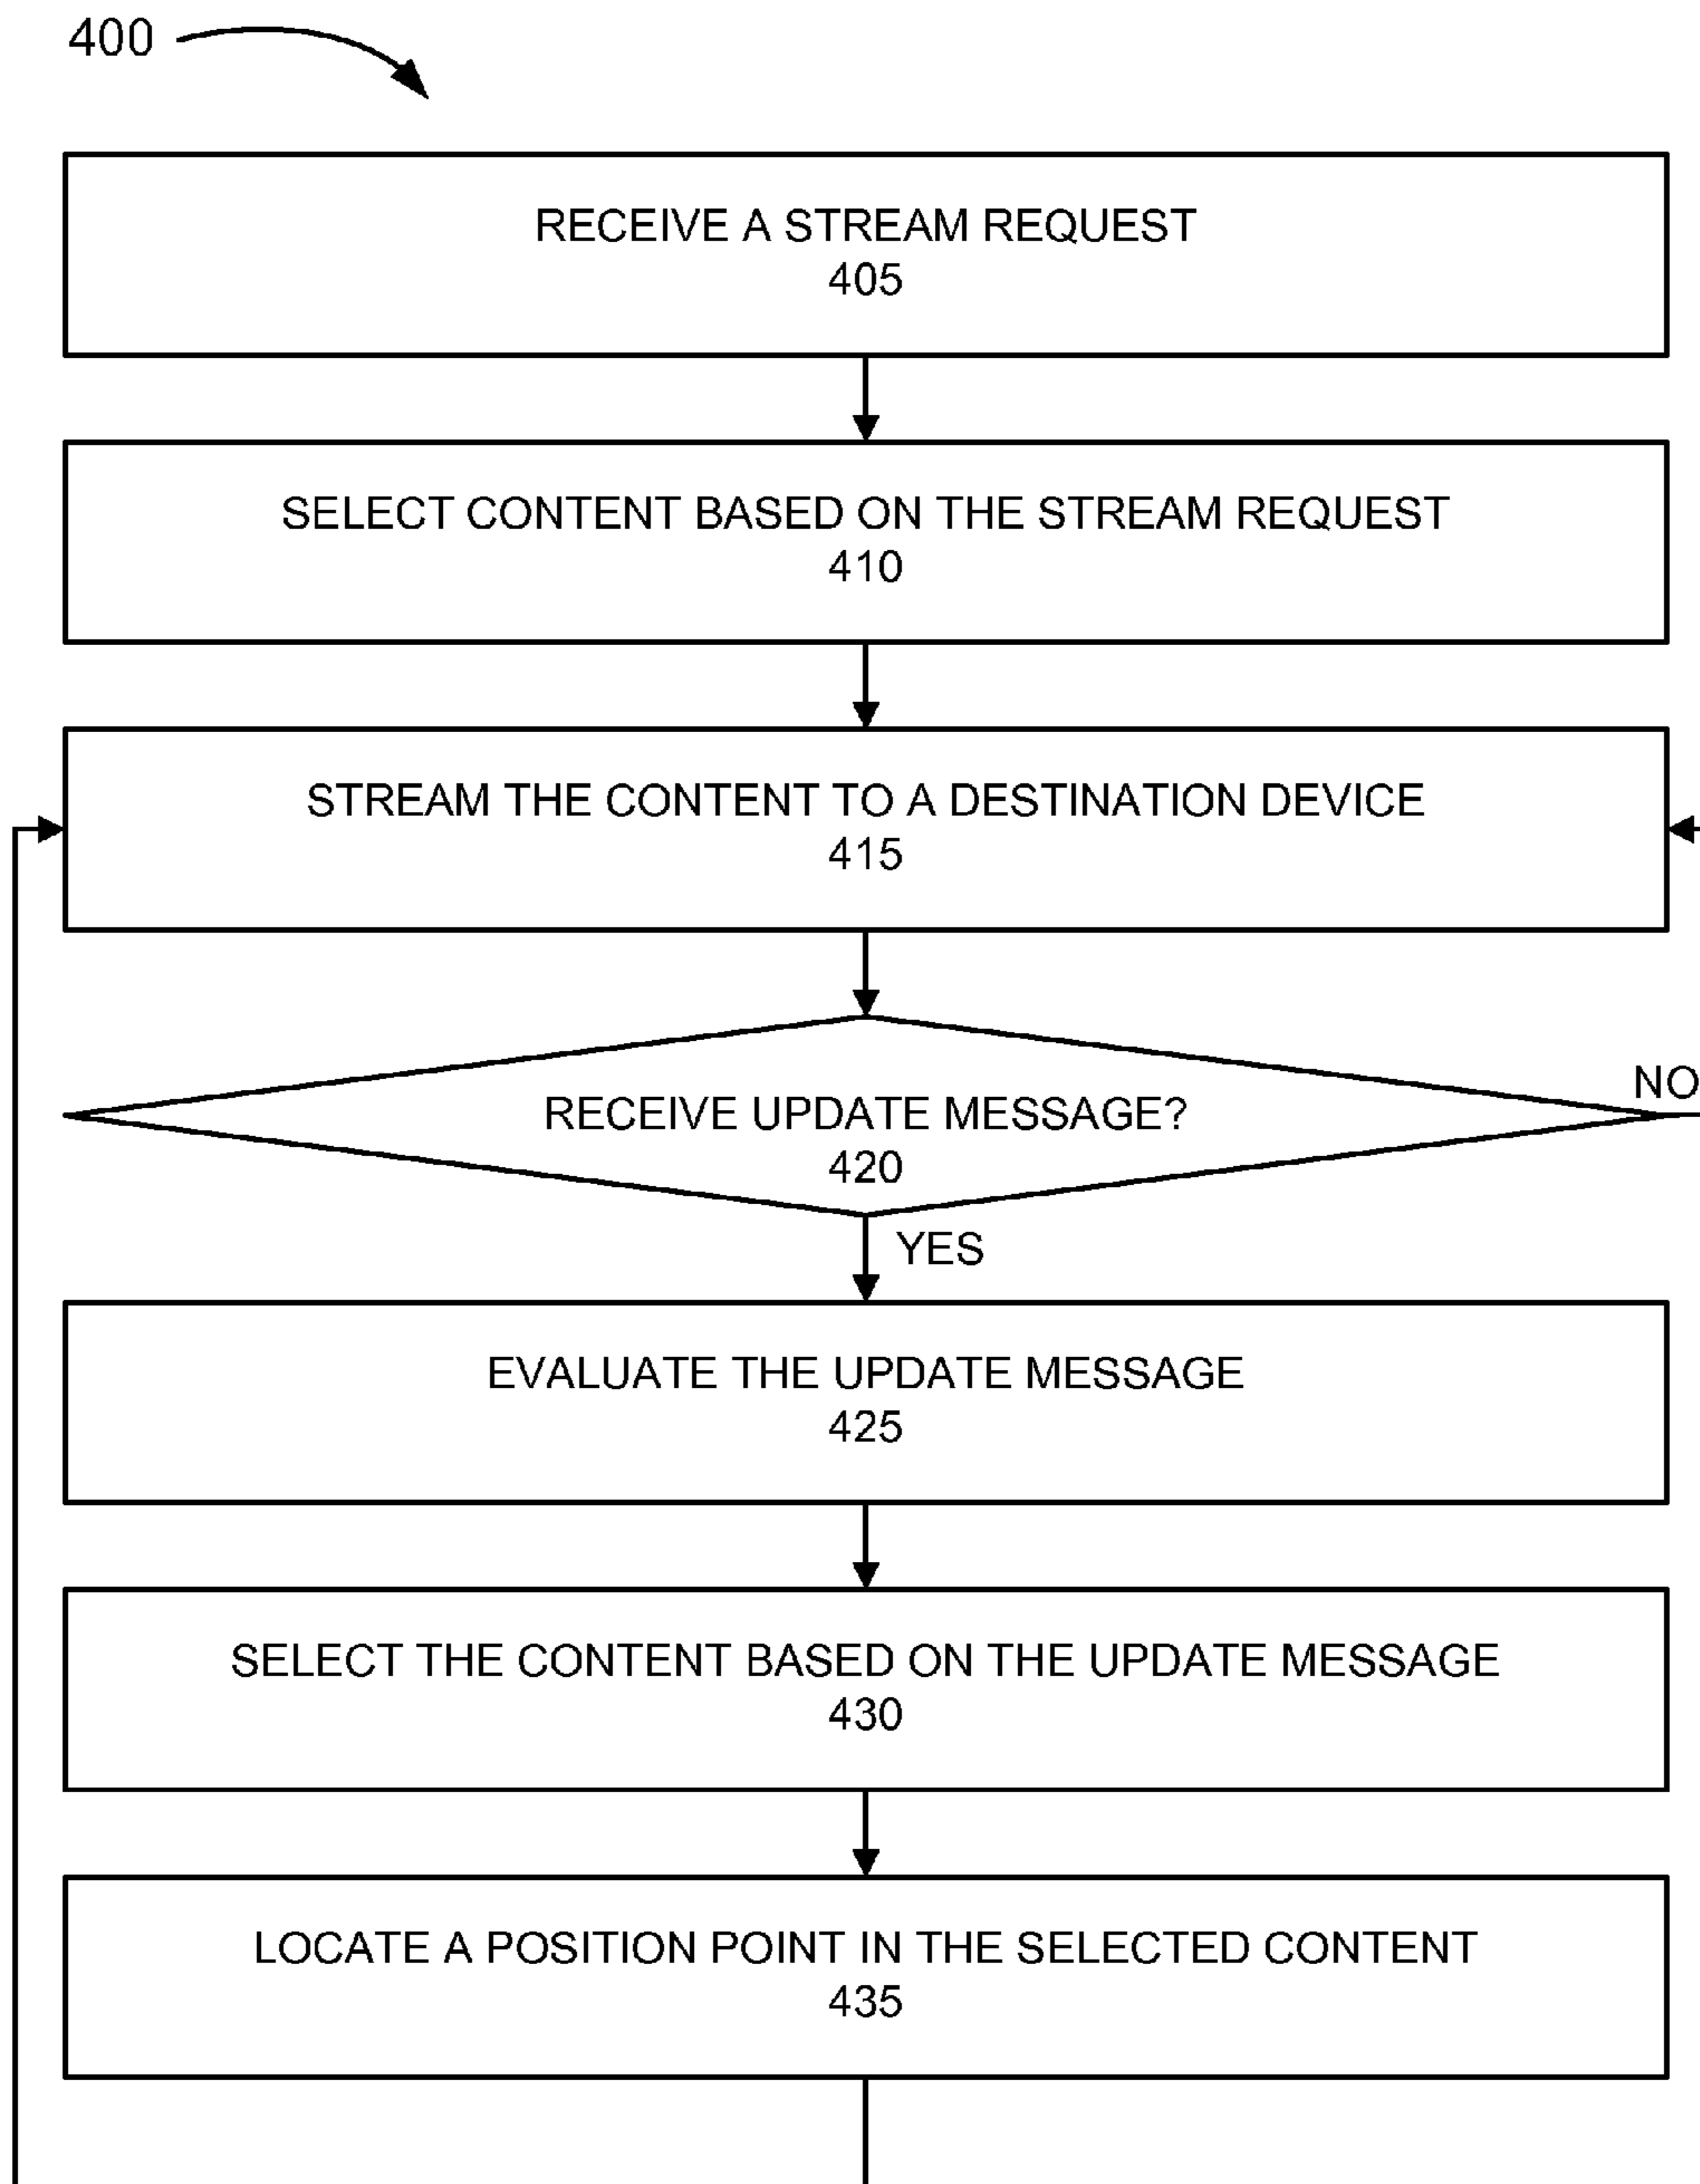 400
RECEIVE A STREAM REQUEST
405
SELECT CONTENT BASED ON THE STREAM REQUEST
410
STREAM THE CONTENT TO A DESTINATION DEVICE
415
NO
RECEIVE UPDATE MESSAGE?
420
YES
EVALUATE THE UPDATE MESSAGE
425
SELECT THE CONTENT BASED ON THE UPDATE MESSAGE
430
LOCATE A POSITION POINT IN THE SELECTED CONTENT
435